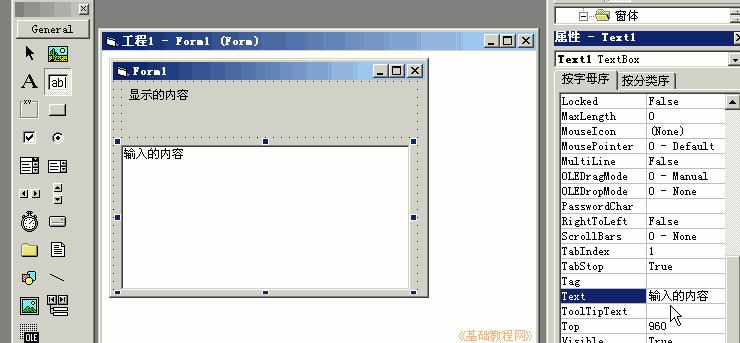 General
A
ab
xy
OLE
工程1 - Form1 (Form)
Form1
显示的内容
输入的内容
《基础教程网》
窗体
属性 - Text1
Text1 TextBox
按字母序 按分类序
Locked False
MaxLength 0
MouseIcon (None)
MousePointer 0 - Default
MultiLine False
OLEDragMode 0 - Manual
OLEDropMode 0 - None
PasswordChar
RightToLeft False
ScrollBars 0 - None
TabIndex 1
TabStop True
Tag
Text 输入的内容
ToolTipText
Top 960
Visible True